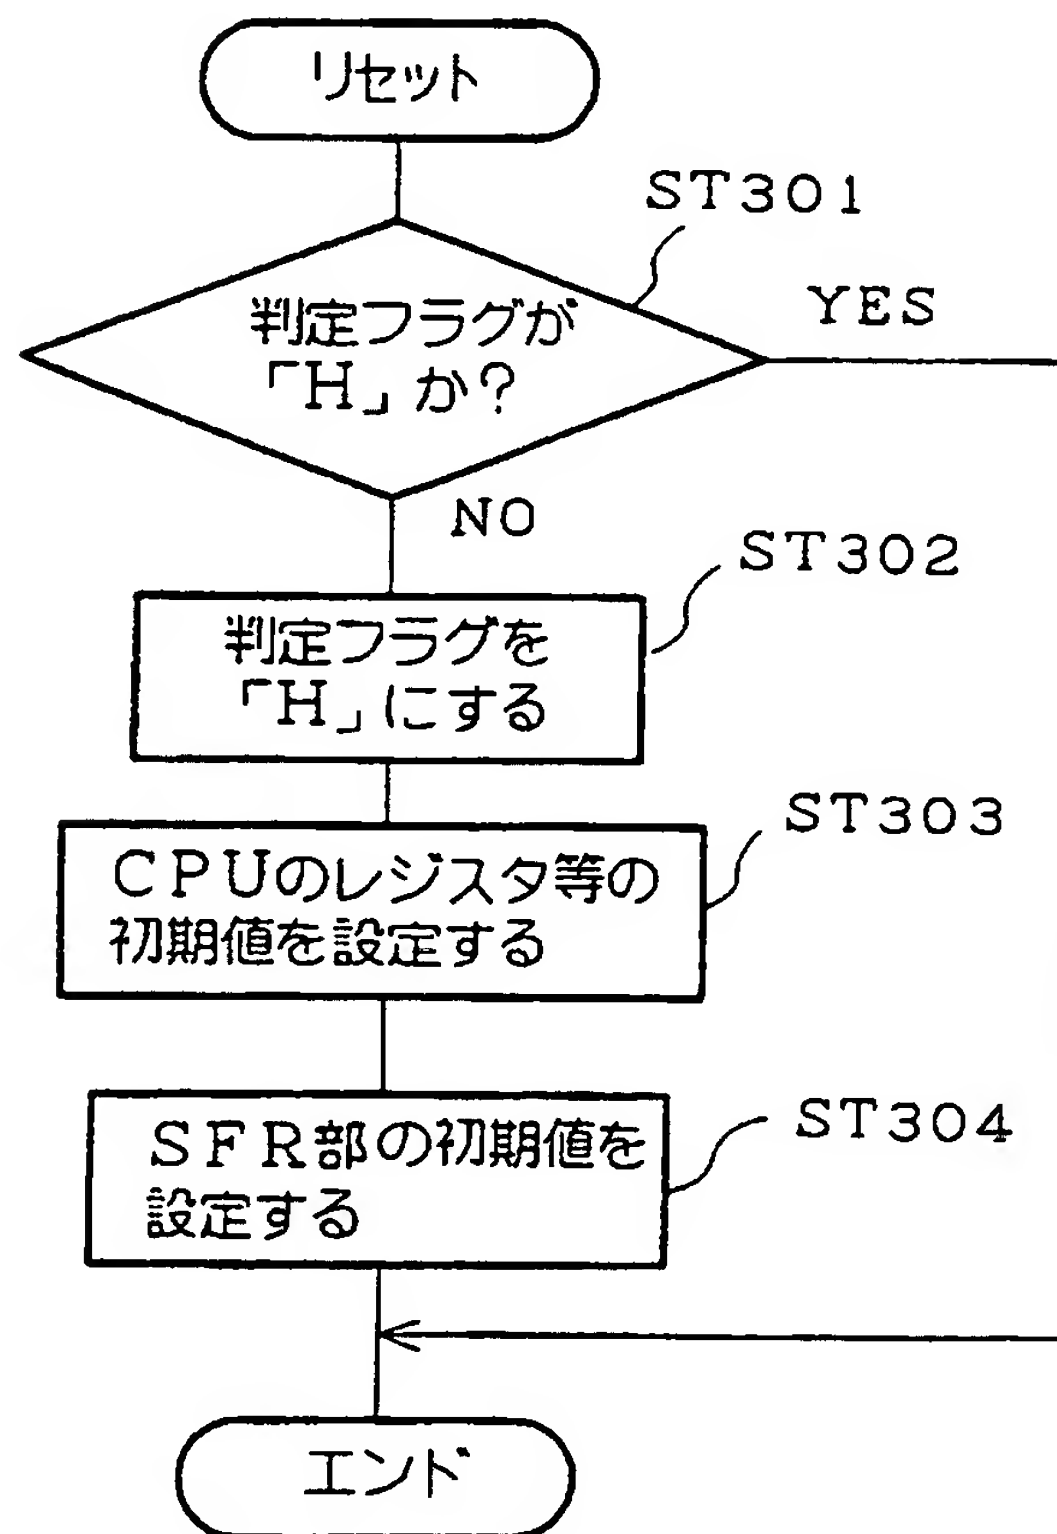 リセット
ST301
判定フラグが
「H」か?
YES
NO
ST302
判定フラグを
「H」にする
ST303
CPUのレジスタ等の
初期値を設定する
ST304
SFR部の初期値を
設定する
エンド